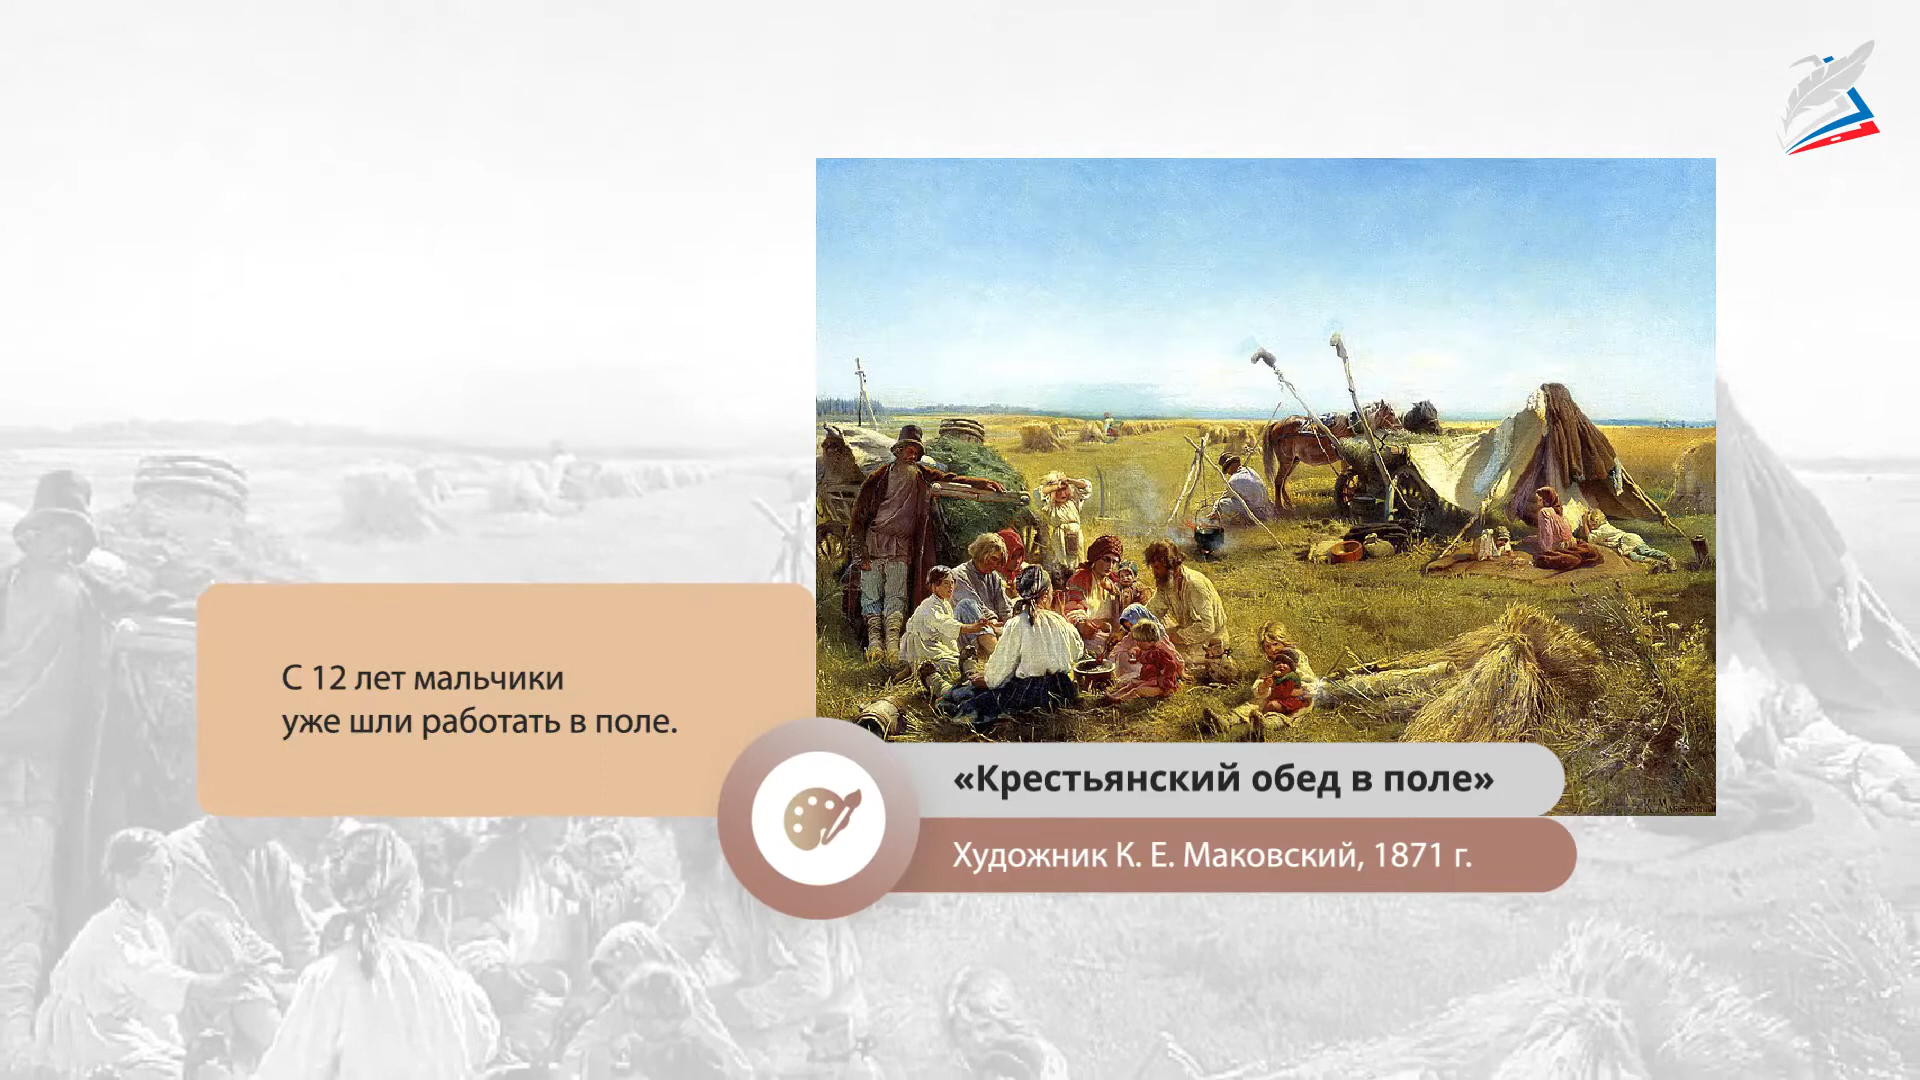 С 12 лет мальчики
уже шли работать в поле.
«Крестьянский обед в поле»
Художник К. Е. Маковский, 1871 г.